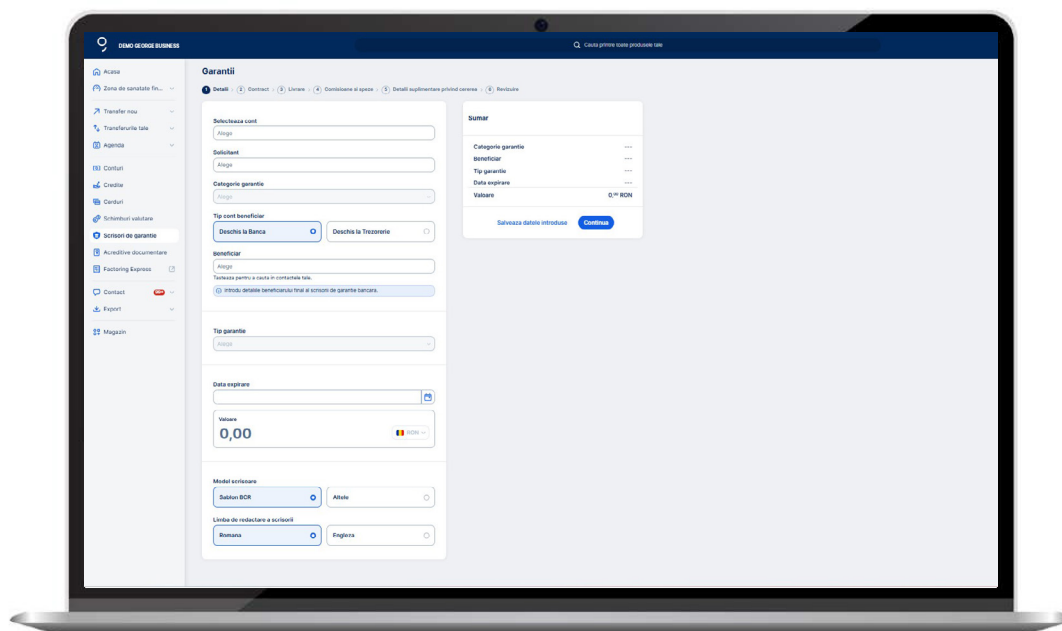 DEMO GEORGE BUSINESS
Cauta printre toate produsele tale
Acasa
Zona de sanatate fin...
Transfer nou
Transferurile tale
Agenda
Conturi
Credite
Carduri
Schimburi valutare
Scrisori de garantie
Acreditive documentare
Factoring Express
Contact
Export
Magazin
Garantii
1 Detalii 2 Contract 3 Livrare 4 Comisioane si speze 5 Detalii suplimentare privind cererea 6 Revizuire
Selecteaza cont
Alege
Solicitant
Alege
Categorie garantie
Alege
Tip cont beneficiar
Deschis la Banca
Deschis la Trezorerie
Beneficiar
Alege
Tasteaza pentru a cauta in contactele tale.
Introdu detaliile beneficiarului final al scrisorii de garantie bancara.
Tip garantie
Alege
Data expirare
Valoare
0,00
RON
Model scrisoare
Sablon BCR
Altele
Limba de redactare a scrisorii
Romana
Engleza
Sumar
Categorie garantie ---
Beneficiar ---
Tip garantie ---
Data expirare ---
Valoare 0,00 RON
Salveaza datele introduse
Continua